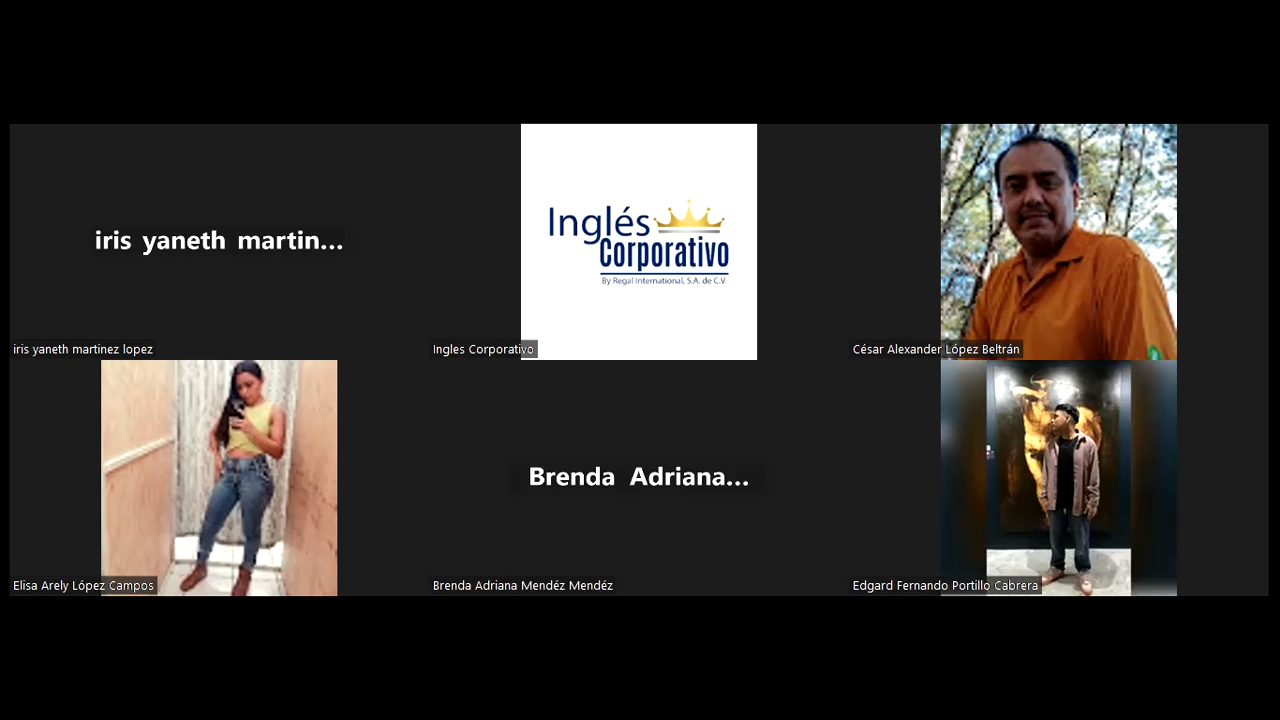 iris yaneth martin...
iris yaneth martinez lopez
Inglés
Corporativo
By Regal International, S.A. de C.V.
Ingles Corporativo
César Alexander López Beltrán
Elisa Arely López Campos
Brenda Adriana...
Brenda Adriana Mendéz Mendéz
Edgard Fernando Portillo Cabrera